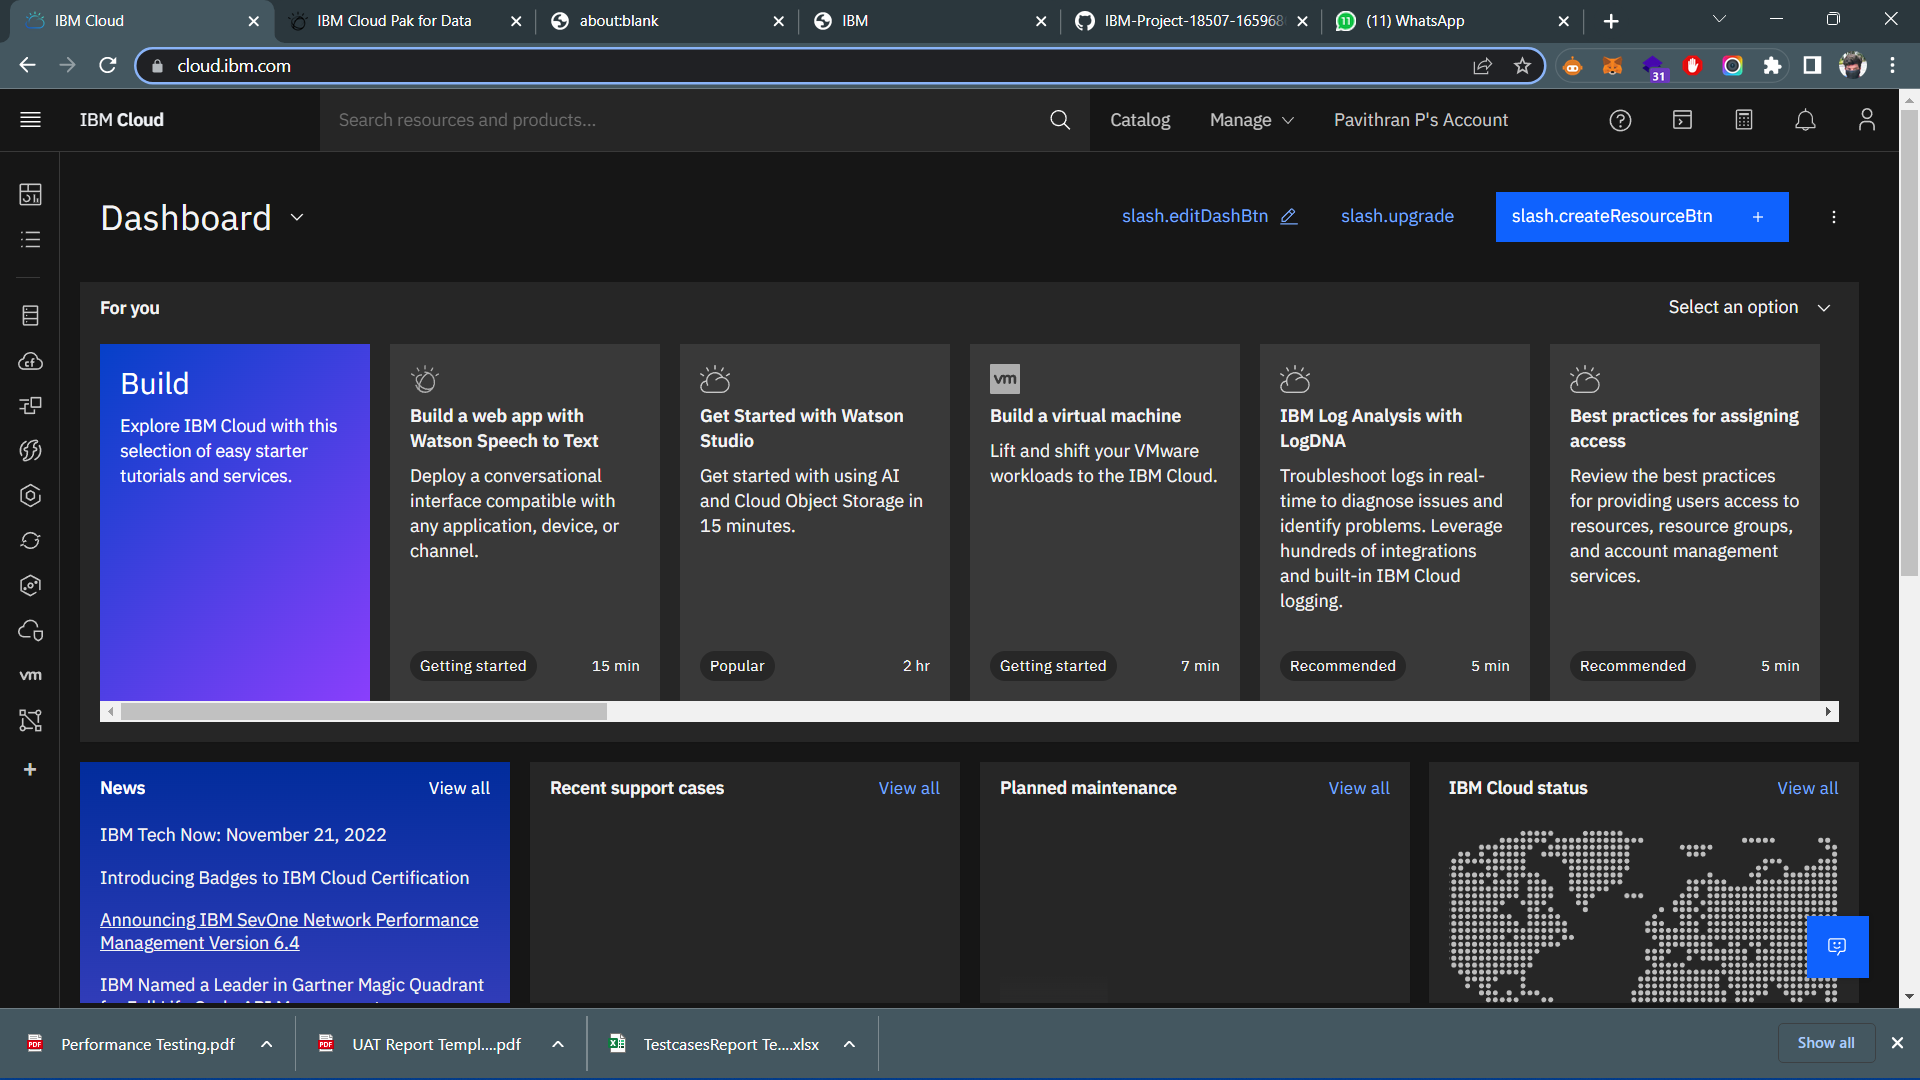 IBM Cloud
IBM Cloud Pak for Data
about:blank
IBM
IBM-Project-18507-165968
(11) WhatsApp
cloud.ibm.com
31
IBM Cloud
Search resources and products...
Catalog
Manage
Pavithran P's Account
Dashboard
slash.editDashBtn
slash.upgrade
slash.createResourceBtn +
For you
Select an option
Build
Explore IBM Cloud with this
selection of easy starter
tutorials and services.
Build a web app with
Watson Speech to Text
Deploy a conversational
interface compatible with
any application, device, or
channel.
Getting started
15 min
Get Started with Watson
Studio
Get started with using AI
and Cloud Object Storage in
15 minutes.
Popular
2 hr
vm
Build a virtual machine
Lift and shift your VMware
workloads to the IBM Cloud.
Getting started
7 min
IBM Log Analysis with
LogDNA
Troubleshoot logs in real-
time to diagnose issues and
identify problems. Leverage
hundreds of integrations
and built-in IBM Cloud
logging.
Recommended
5 min
Best practices for assigning
access
Review the best practices
for providing users access to
resources, resource groups,
and account management
services.
Recommended
5 min
vm
News
View all
IBM Tech Now: November 21, 2022
Introducing Badges to IBM Cloud Certification
Announcing IBM SevOne Network Performance
Management Version 6.4
IBM Named a Leader in Gartner Magic Quadrant
Recent support cases
View all
Planned maintenance
View all
IBM Cloud status
View all
Performance Testing.pdf
UAT Report Templ....pdf
TestcasesReport Te....xlsx
Show all